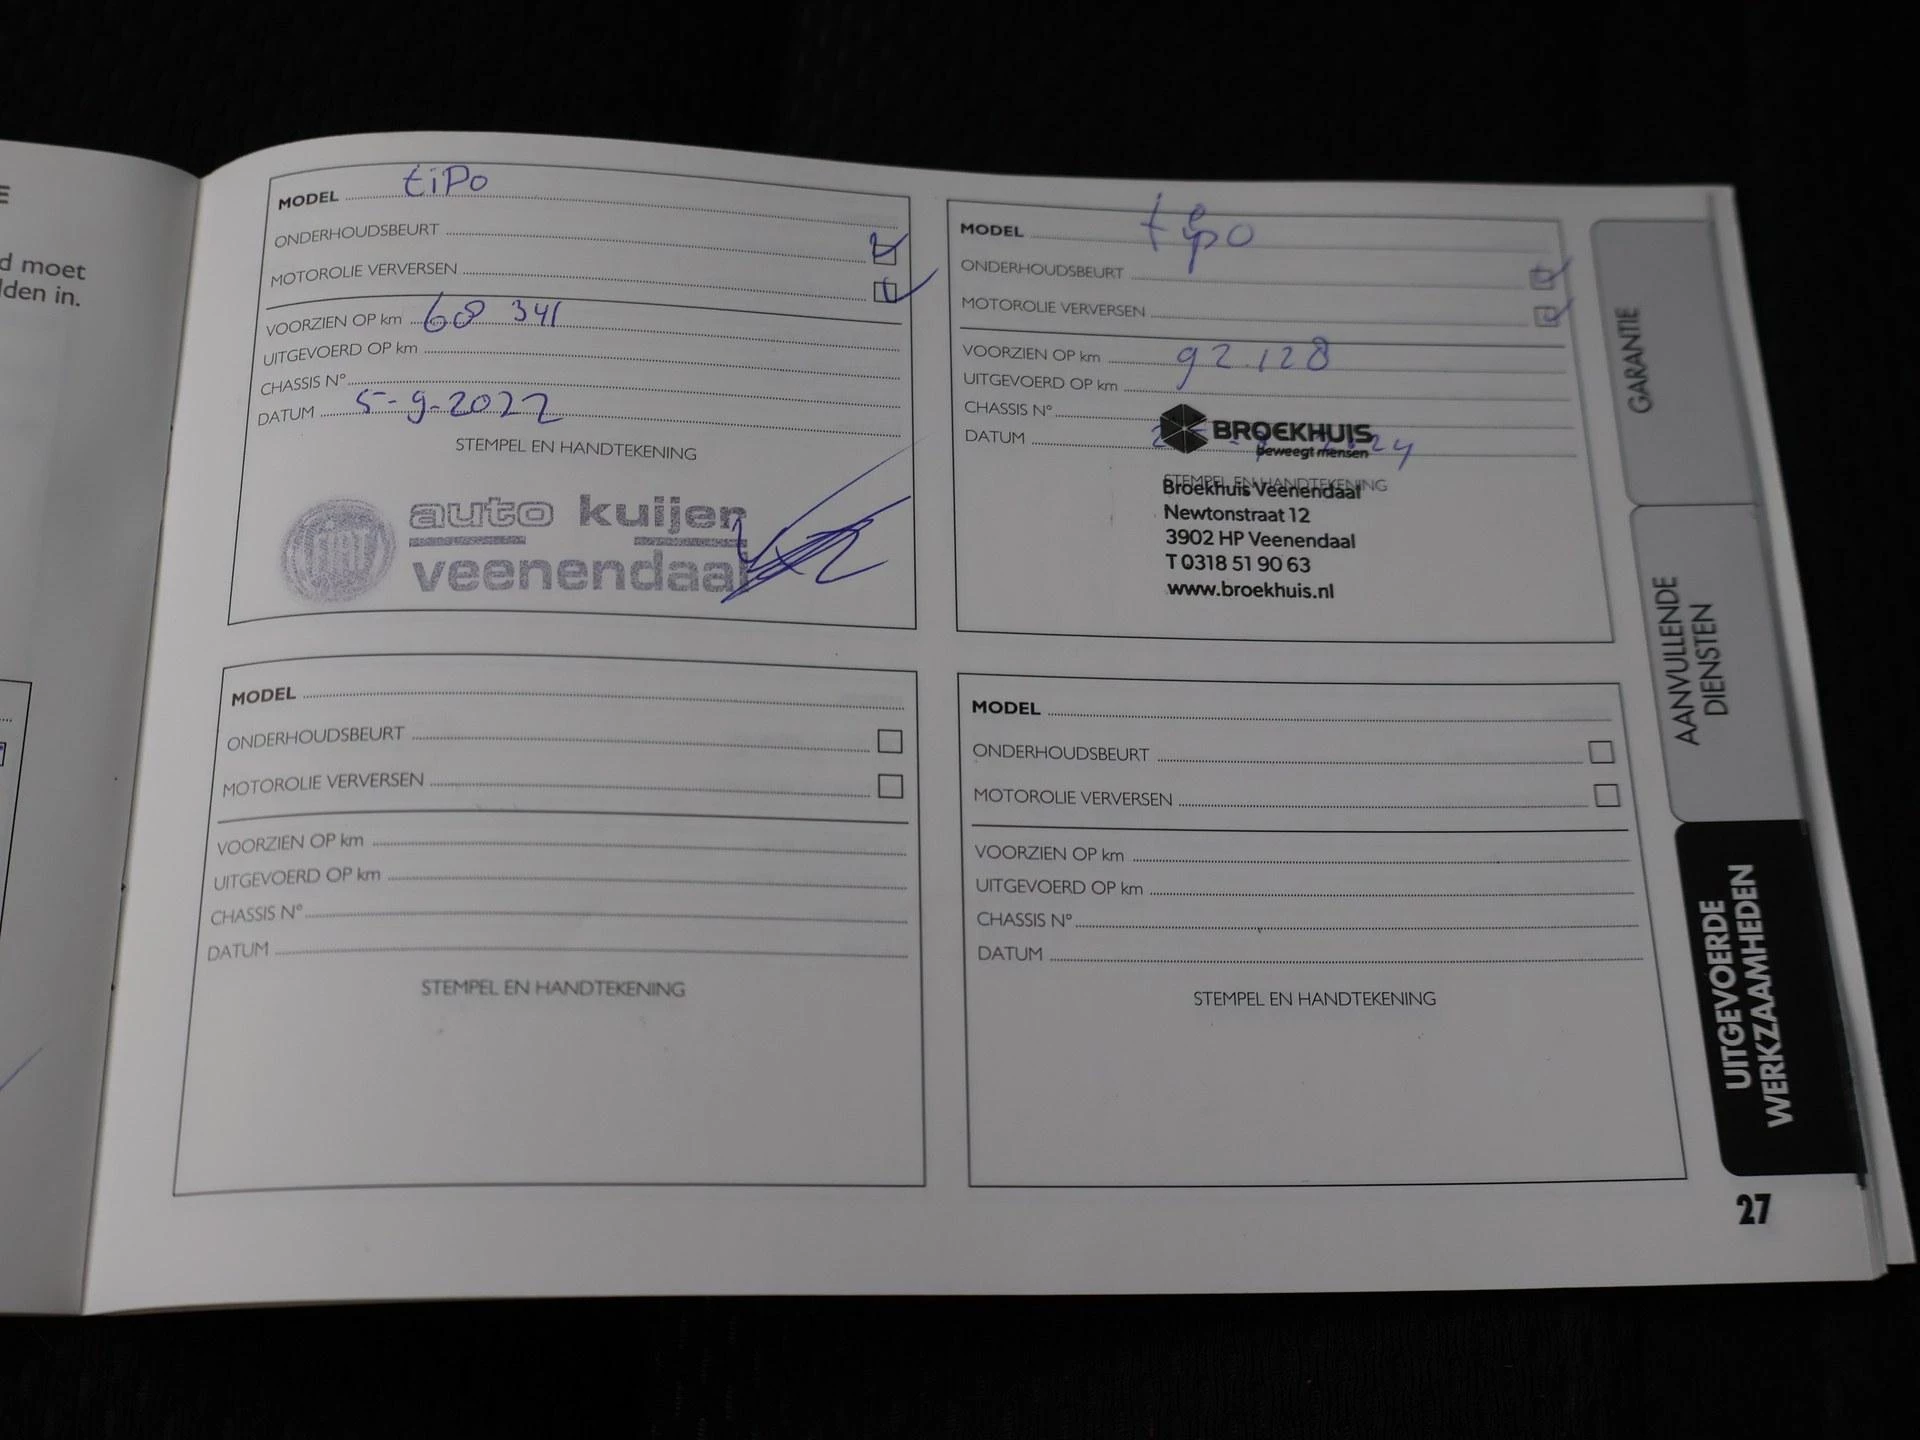 E
d moet
lden in.
MODEL tiPo
ONDERHOUDSBEURT
MOTOROLIE VERVERSEN
VOORZIEN OP km 60 341
UITGEVOERD OP km
CHASSIS N°
DATUM 5-9-2022
STEMPEL EN HANDTEKENING
FIAT
auto kuijer
veenendaal
MODEL tipo
ONDERHOUDSBEURT
MOTOROLIE VERVERSEN
VOORZIEN OP km 92.128
UITGEVOERD OP km
CHASSIS N°
DATUM
BROEKHUIS
Beweegt mensen
STEMPEL EN HANDTEKENING
Broekhuis Veenendaal
Newtonstraat 12
3902 HP Veenendaal
T 0318 51 90 63
www.broekhuis.nl
MODEL
ONDERHOUDSBEURT
MOTOROLIE VERVERSEN
VOORZIEN OP km
UITGEVOERD OP km
CHASSIS N°
DATUM
STEMPEL EN HANDTEKENING
MODEL
ONDERHOUDSBEURT
MOTOROLIE VERVERSEN
VOORZIEN OP km
UITGEVOERD OP km
CHASSIS N°
DATUM
STEMPEL EN HANDTEKENING
GARANTIE
AANVULLENDE
DIENSTEN
UITGEVOERDE
WERKZAAMHEDEN
27